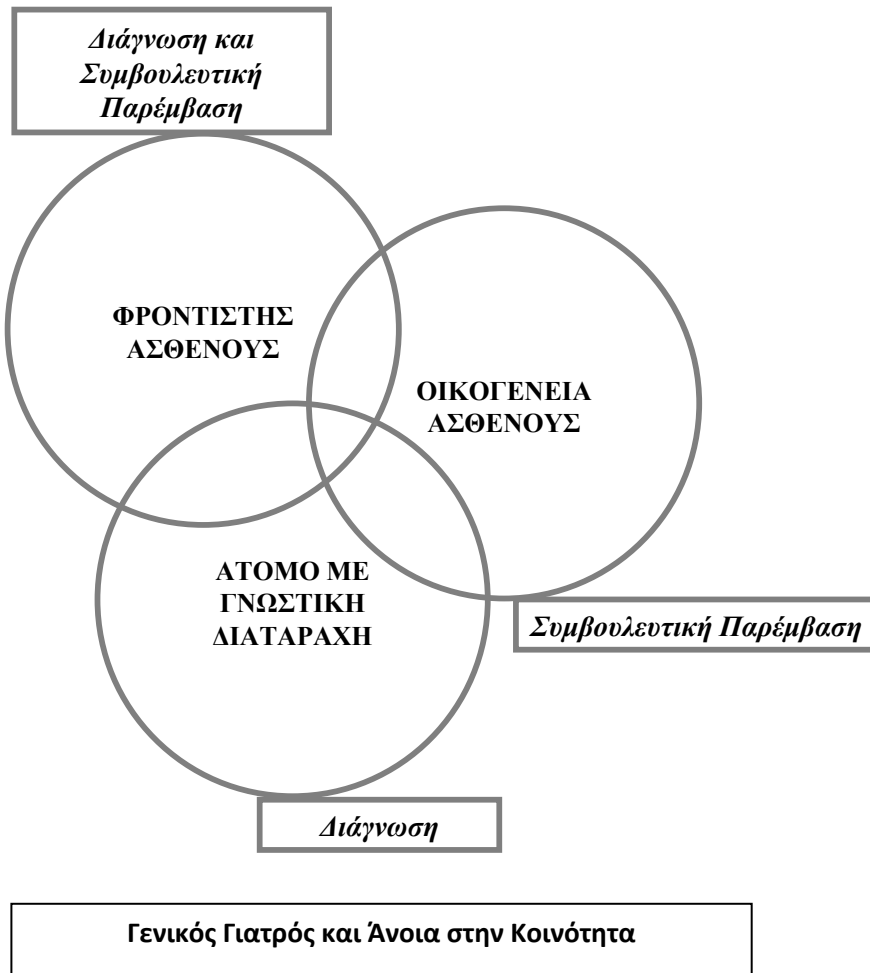 Διάγνωση και
Συμβουλευτική
Παρέμβαση
ΦΡΟΝΤΙΣΤΗΣ
ΑΣΘΕΝΟΥΣ
ΟΙΚΟΓΕΝΕΙΑ
ΑΣΘΕΝΟΥΣ
ΑΤΟΜΟ ΜΕ
ΓΝΩΣΤΙΚΗ
ΔΙΑΤΑΡΑΧΗ
Συμβουλευτική Παρέμβαση
Διάγνωση
Γενικός Γιατρός και Άνοια στην Κοινότητα